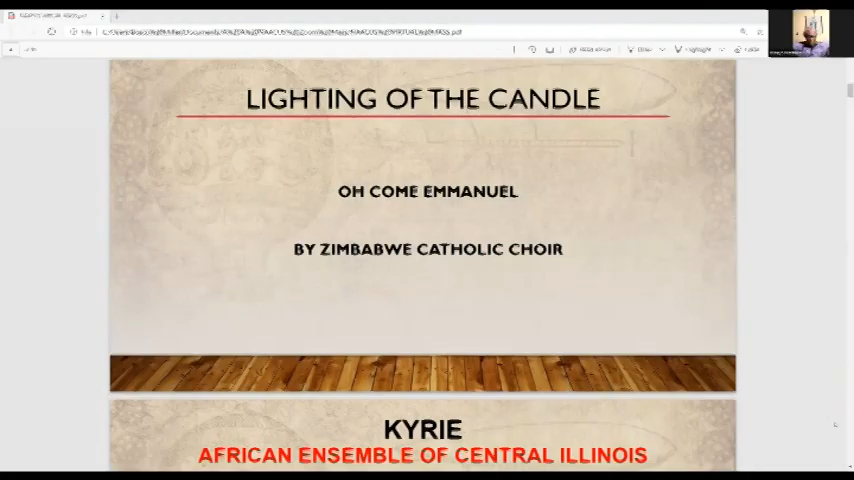 LIGHTING OF THE CANDLE
OH COME EMMANUEL
BY ZIMBABWE CATHOLIC CHOIR
KYRIE
AFRICAN ENSEMBLE OF CENTRAL ILLINOIS